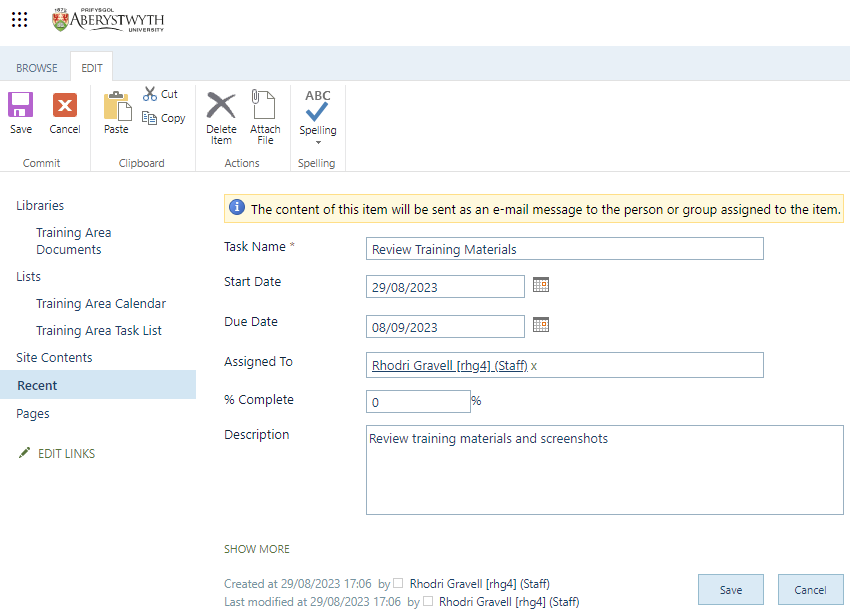 1872
PRIFYSGOL
ABERYSTWYTH
UNIVERSITY
BROWSE EDIT
Save Cancel Paste Cut Copy Delete Item Attach File ABC Spelling
Commit Clipboard Actions Spelling
Libraries
Training Area
Documents
Lists
Training Area Calendar
Training Area Task List
Site Contents
Recent
Pages
EDIT LINKS
The content of this item will be sent as an e-mail message to the person or group assigned to the item.
Task Name * Review Training Materials
Start Date 29/08/2023
Due Date 08/09/2023
Assigned To Rhodri Gravell [rhg4] (Staff) x
% Complete 0 %
Description Review training materials and screenshots
SHOW MORE
Created at 29/08/2023 17:06 by Rhodri Gravell [rhg4] (Staff)
Last modified at 29/08/2023 17:06 by Rhodri Gravell [rhg4] (Staff)
Save Cancel